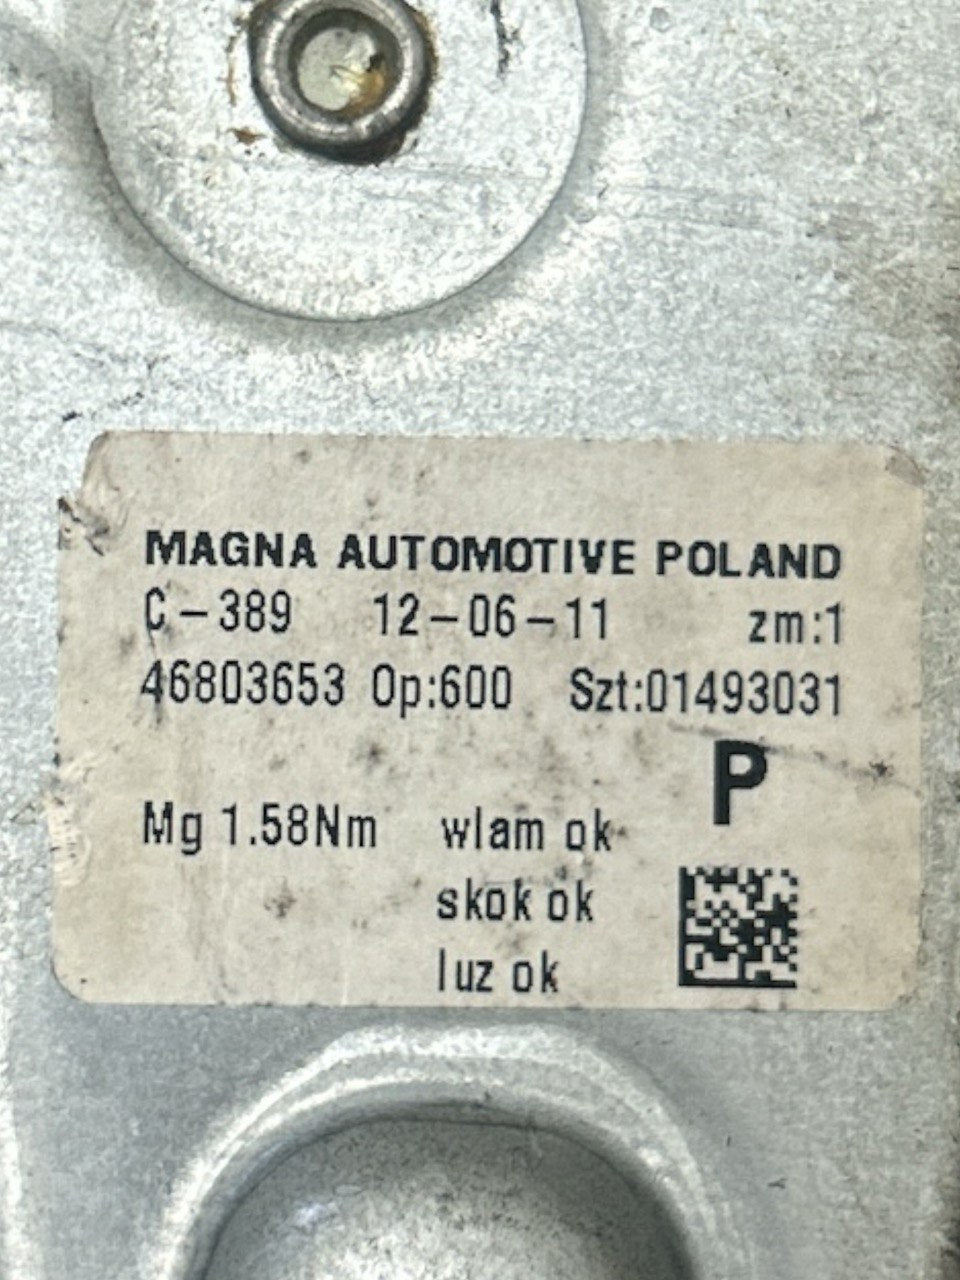 MAGNA AUTOMOTIVE POLAND
C-389 12-06-11 zm:1
46803653 Op:600 Szt:01493031
P
Mg 1.58Nm wlam ok
skok ok
luz ok